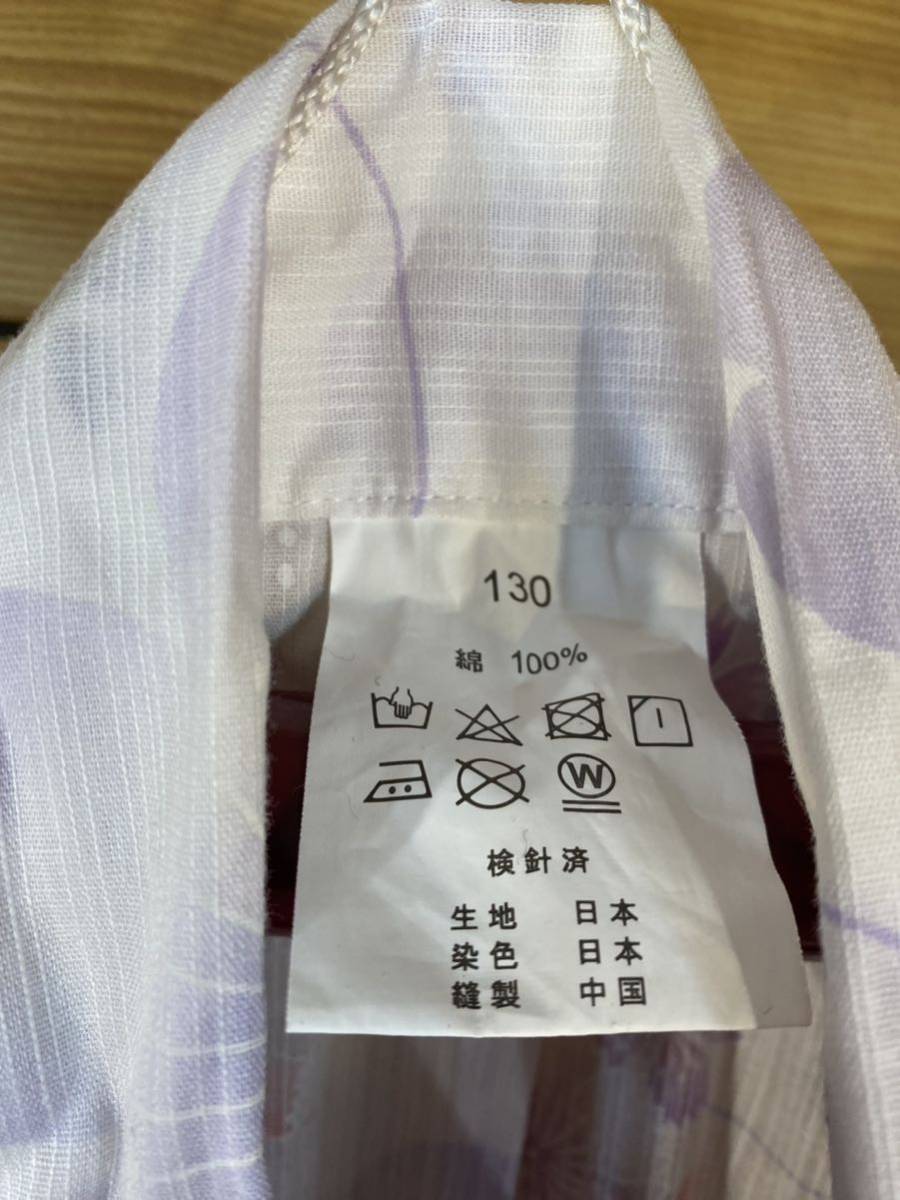 130
綿 100%
W
検針済
生地 日本
染色 日本
縫製 中国